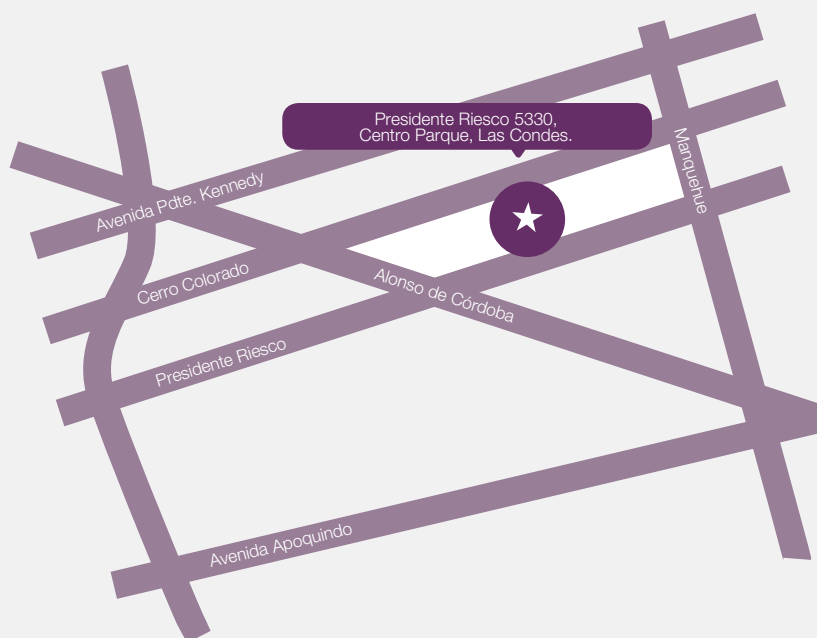 Presidente Riesco 5330,
Centro Parque, Las Condes.
Manquehue
Avenida Pdte. Kennedy
Cerro Colorado
Alonso de Córdoba
Presidente Riesco
Avenida Apoquindo